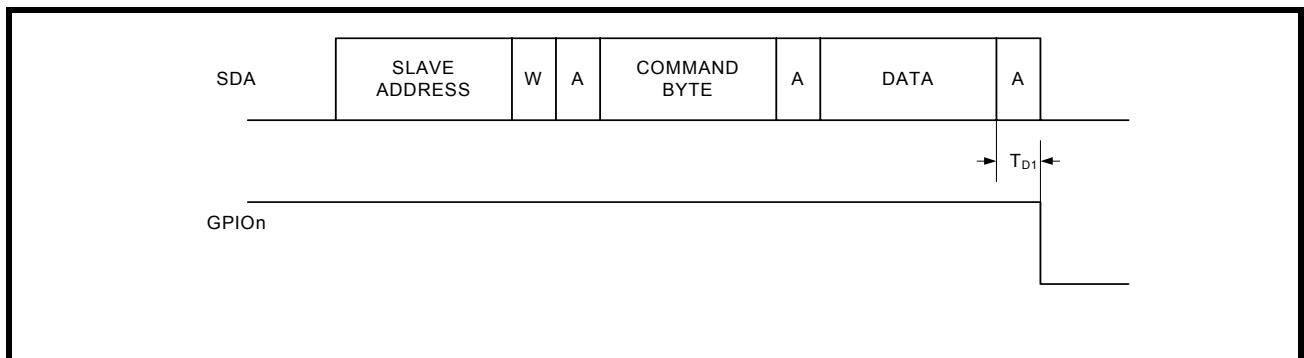 SDA
SLAVE
ADDRESS
W
A
COMMAND
BYTE
A
DATA
A
TD1
GPIOn